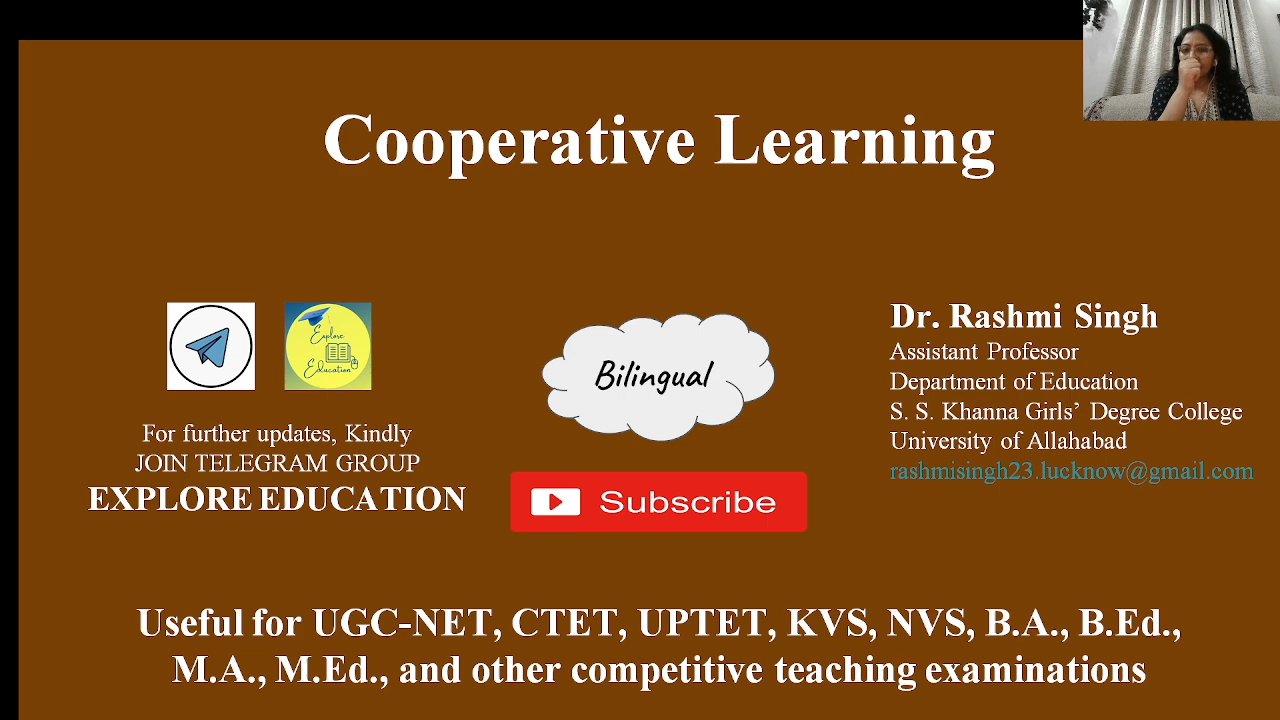 Cooperative Learning
Explore
Education
For further updates, Kindly
JOIN TELEGRAM GROUP
EXPLORE EDUCATION
Bilingual
Subscribe
Dr. Rashmi Singh
Assistant Professor
Department of Education
S. S. Khanna Girls’ Degree College
University of Allahabad
rashmisingh23.lucknow@gmail.com
Useful for UGC-NET, CTET, UPTET, KVS, NVS, B.A., B.Ed.,
M.A., M.Ed., and other competitive teaching examinations